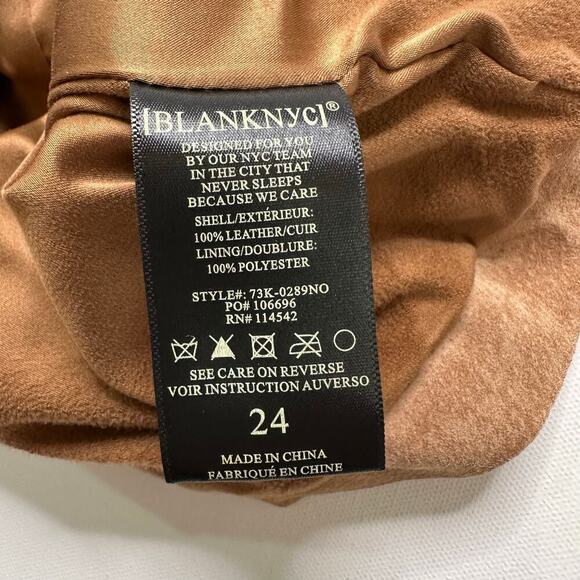 [BLANKNYC]®
DESIGNED FOR YOU
BY OUR NYC TEAM
IN THE CITY THAT
NEVER SLEEPS
BECAUSE WE CARE
SHELL/EXTÉRIEUR:
100% LEATHER/CUIR
LINING/DOUBLURE:
100% POLYESTER
STYLE#: 73K-0289NO
PO# 106696
RN# 114542
SEE CARE ON REVERSE
VOIR INSTRUCTION AUVERSO
24
MADE IN CHINA
FABRIQUÉ EN CHINE